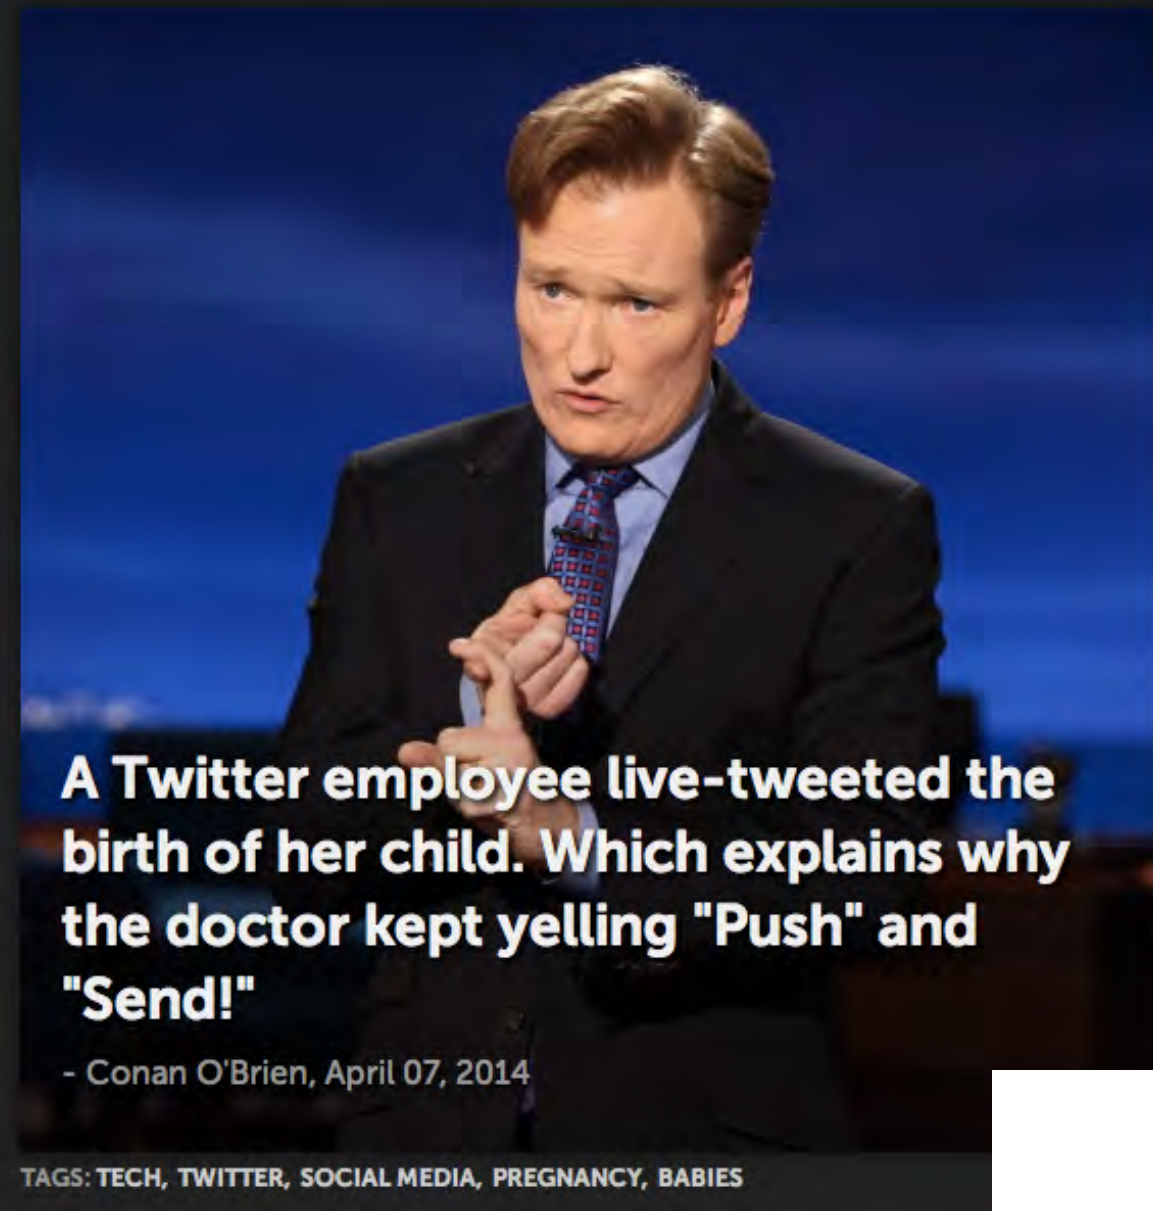 A Twitter employee live-tweeted the
birth of her child. Which explains why
the doctor kept yelling "Push" and
"Send!"
- Conan O'Brien, April 07, 2014
TAGS: TECH, TWITTER, SOCIAL MEDIA, PREGNANCY, BABIES